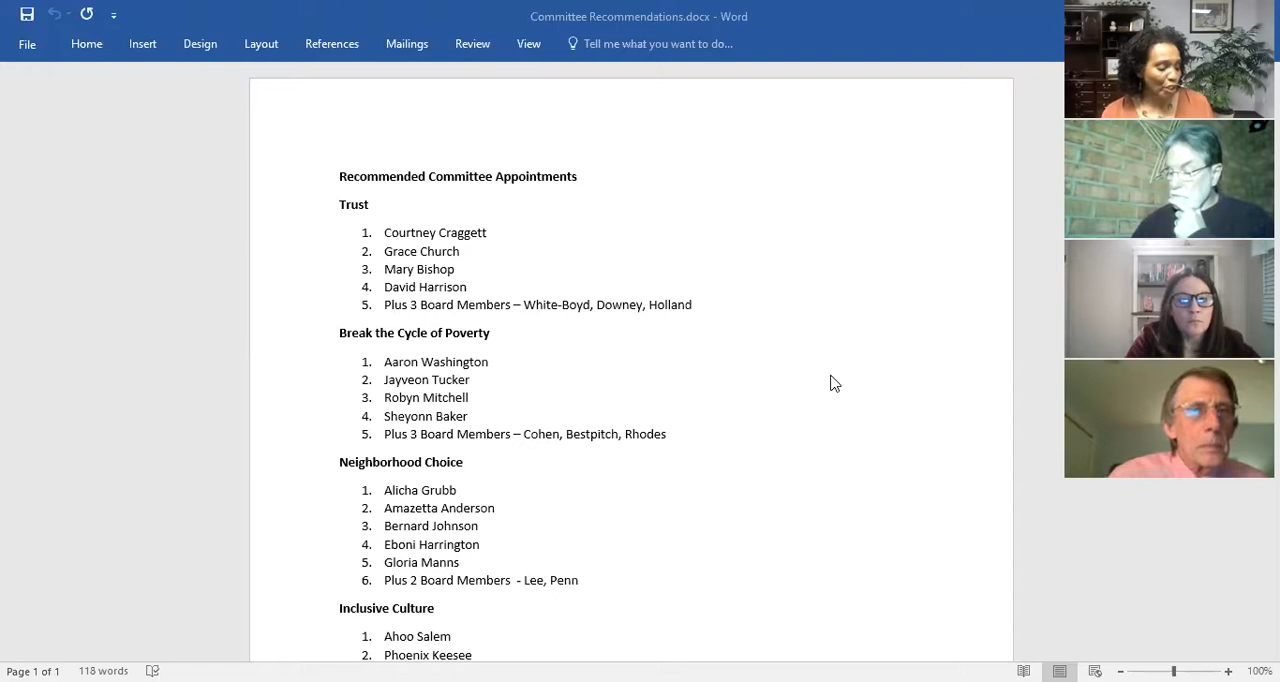 Committee Recommendations.docx - Word
File Home Insert Design Layout References Mailings Review View Tell me what you want to do...
Recommended Committee Appointments
Trust
1. Courtney Craggett
2. Grace Church
3. Mary Bishop
4. David Harrison
5. Plus 3 Board Members – White-Boyd, Downey, Holland
Break the Cycle of Poverty
1. Aaron Washington
2. Jayveon Tucker
3. Robyn Mitchell
4. Sheyonn Baker
5. Plus 3 Board Members – Cohen, Bestpitch, Rhodes
Neighborhood Choice
1. Alicha Grubb
2. Amazetta Anderson
3. Bernard Johnson
4. Eboni Harrington
5. Gloria Manns
6. Plus 2 Board Members - Lee, Penn
Inclusive Culture
1. Ahoo Salem
2. Phoenix Keesee
Page 1 of 1 118 words 100%